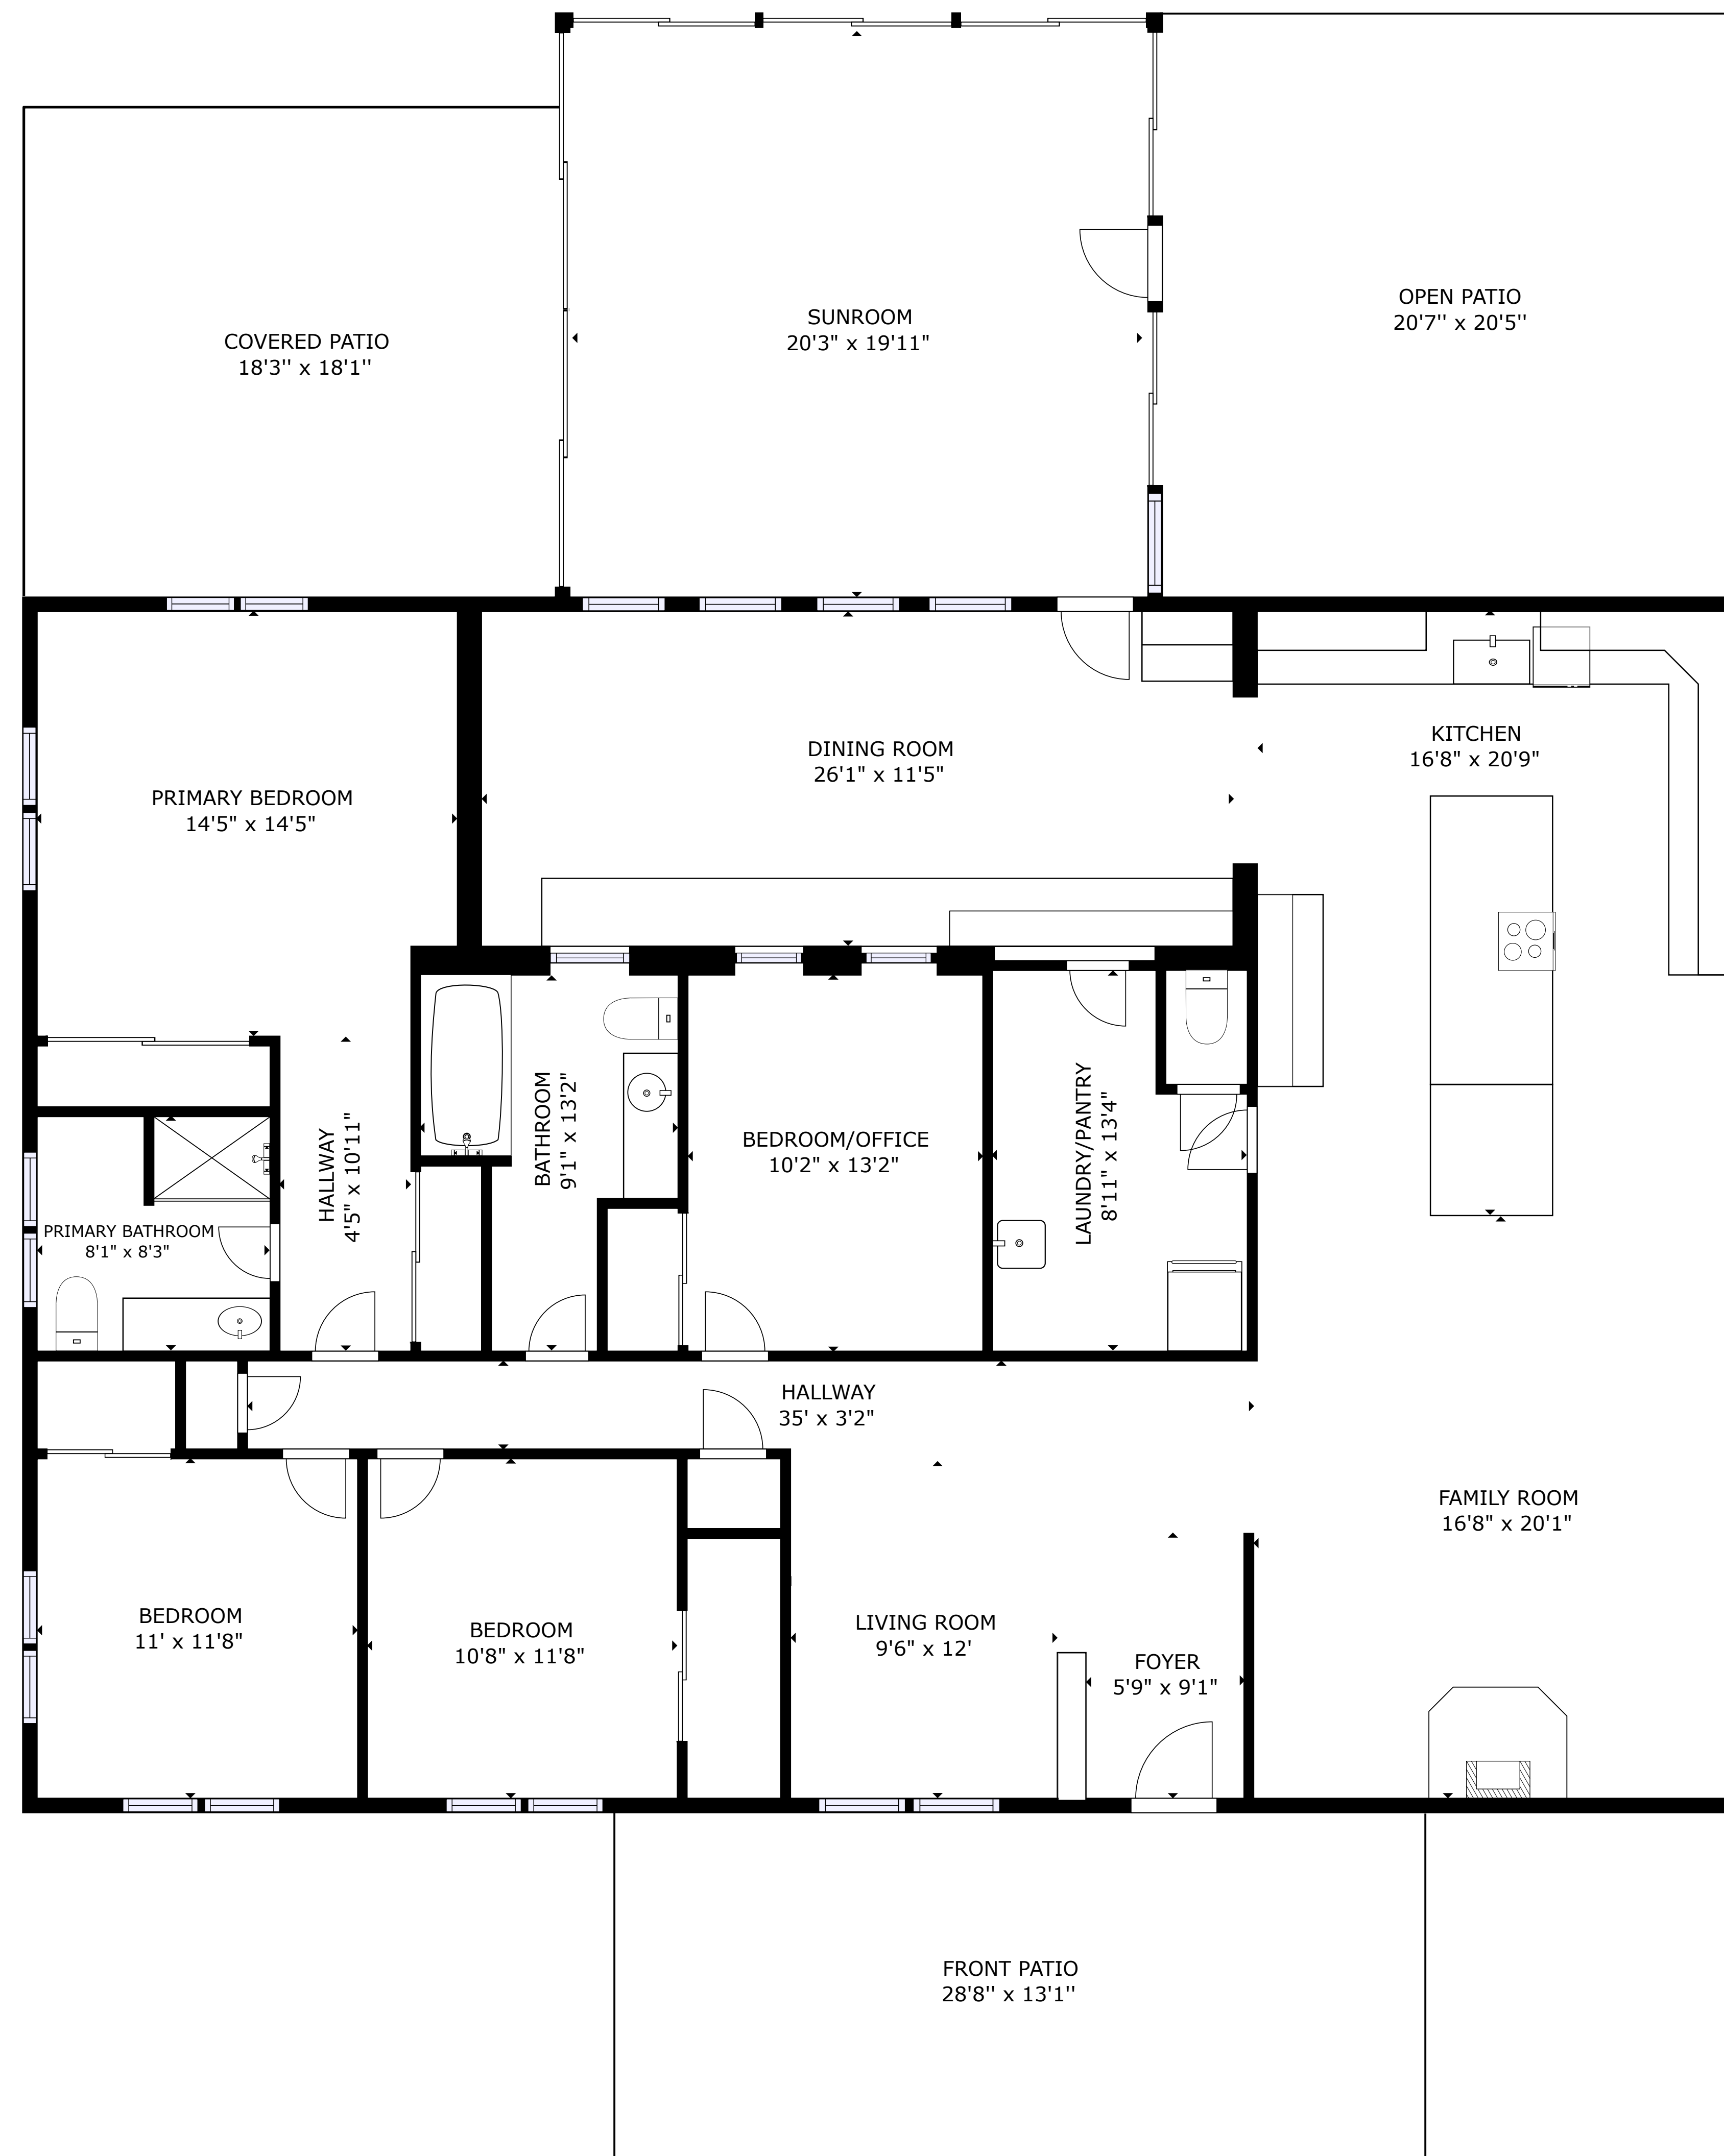 COVERED PATIO
18'3'' x 18'1''
SUNROOM
20'3" x 19'11"
OPEN PATIO
20'7'' x 20'5''
PRIMARY BEDROOM
14'5" x 14'5"
DINING ROOM
26'1" x 11'5"
KITCHEN
16'8" x 20'9"
PRIMARY BATHROOM
8'1" x 8'3"
HALLWAY
4'5" x 10'11"
BATHROOM
9'1" x 13'2"
BEDROOM/OFFICE
10'2" x 13'2"
LAUNDRY/PANTRY
8'11" x 13'4"
HALLWAY
35' x 3'2"
FAMILY ROOM
16'8" x 20'1"
BEDROOM
11' x 11'8"
BEDROOM
10'8" x 11'8"
LIVING ROOM
9'6" x 12'
FOYER
5'9" x 9'1"
FRONT PATIO
28'8'' x 13'1''